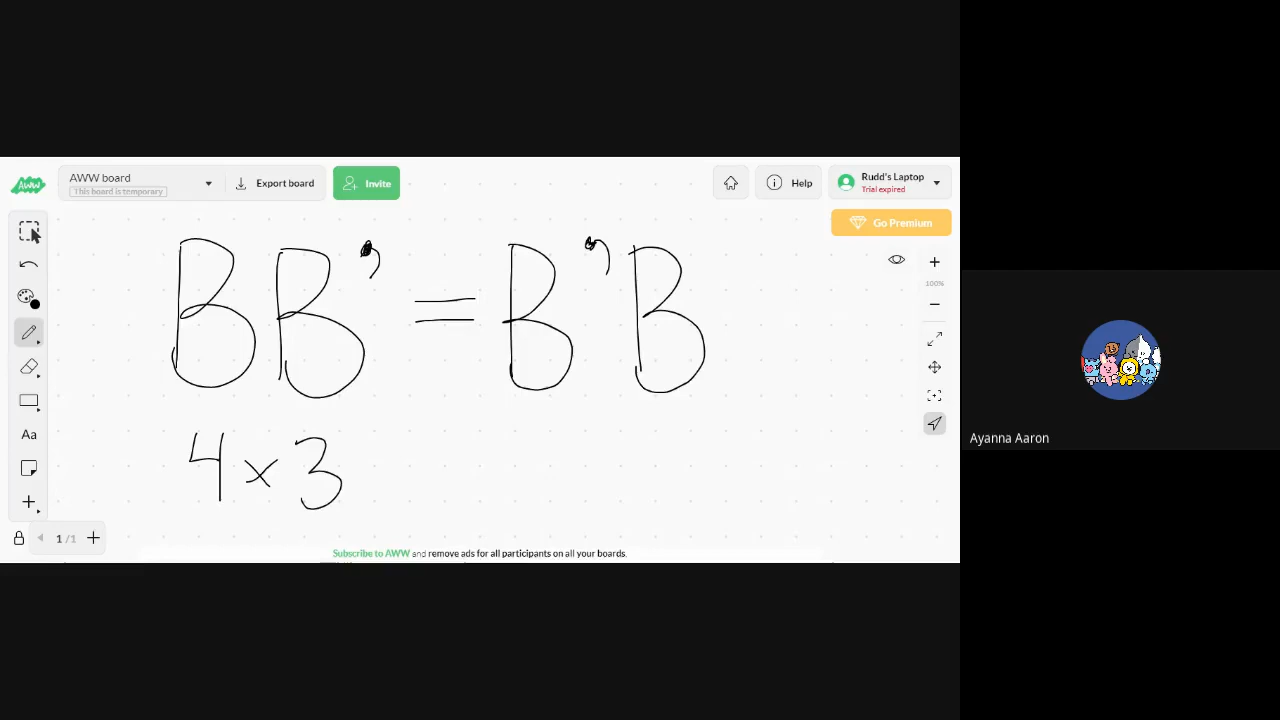 AWW
AWW board
This board is temporary
Export board
Invite
Help
Rudd's Laptop
Trial expired
Go Premium
BB' = B'B
100%
4 x 3
Aa
1 / 1
Subscribe to AWW and remove ads for all participants on all your boards.
Ayanna Aaron